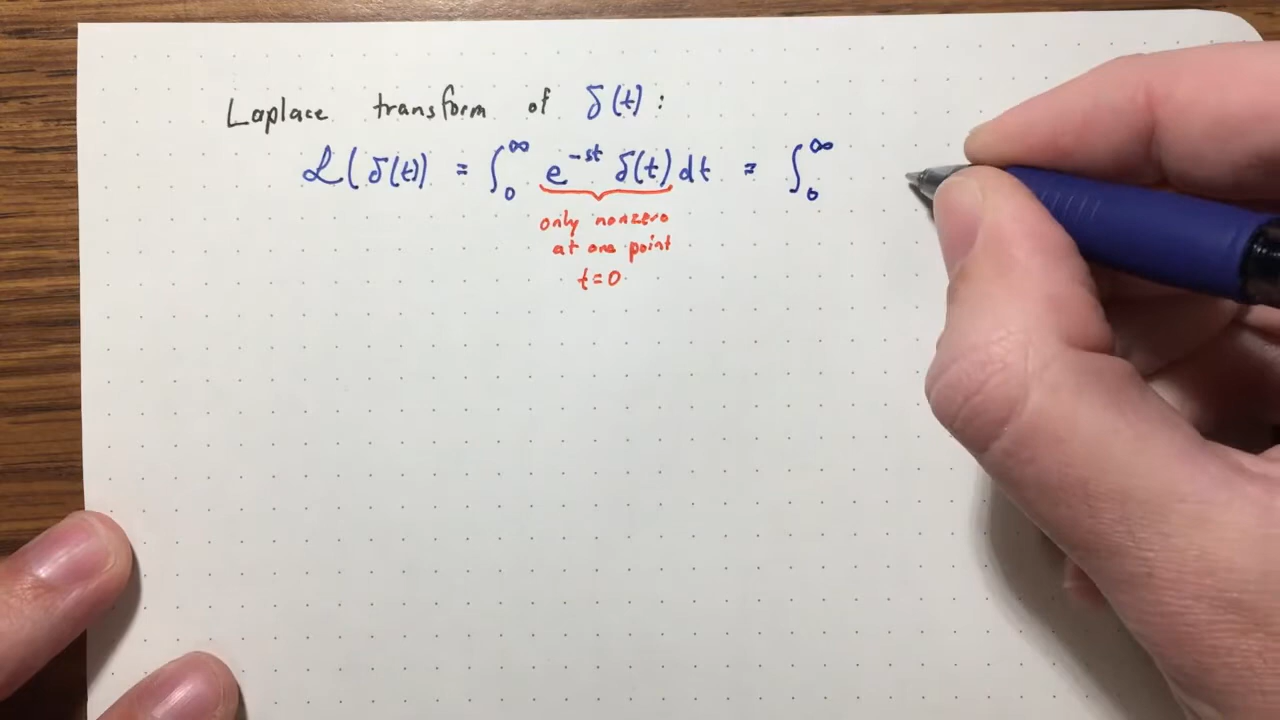 Laplace transform of δ(t):
ℒ(δ(t)) = ∫₀^∞ e^(-st) δ(t) dt = ∫₀^∞
only nonzero
at one point
t=0